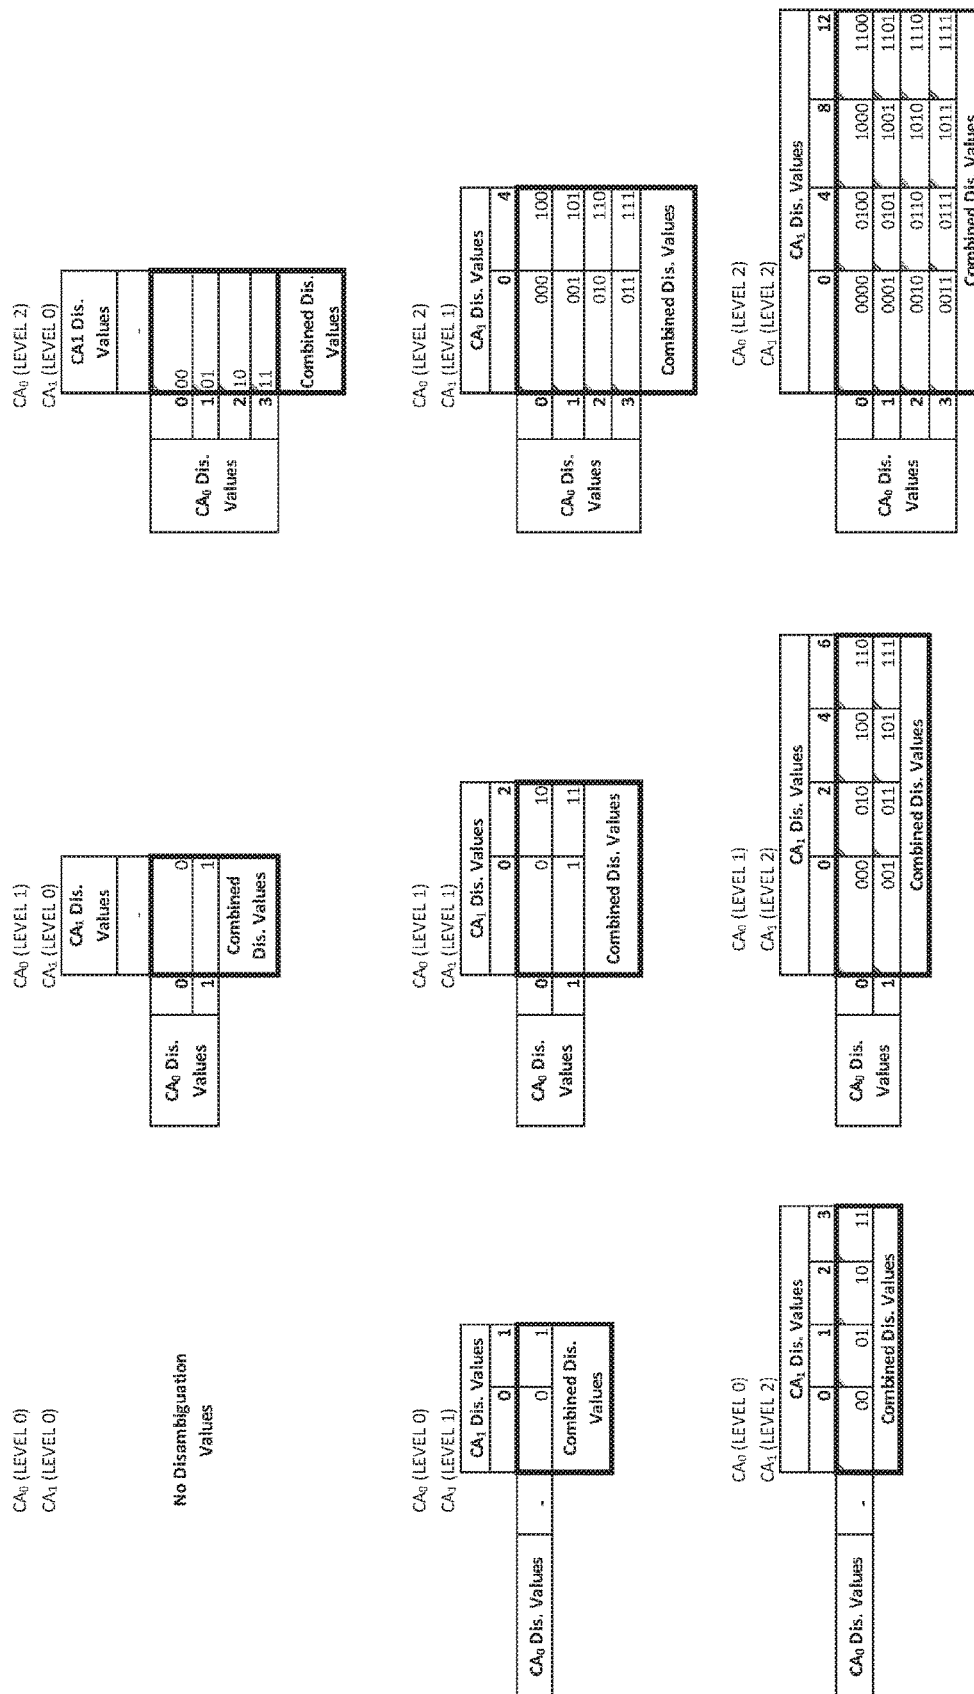 CA₀ (LEVEL 0)
CA₁ (LEVEL 0)
No Disambiguation
Values
CA₀ (LEVEL 1)
CA₁ (LEVEL 0)
CA₁ Dis.
Values
-
CA₀ Dis.
Values
0 0
1 1
Combined
Dis. Values
CA₀ (LEVEL 2)
CA₁ (LEVEL 0)
CA1 Dis.
Values
-
CA₀ Dis.
Values
0 00
1 01
2 10
3 11
Combined Dis.
Values
CA₀ (LEVEL 0)
CA₁ (LEVEL 1)
CA₁ Dis. Values
0 1
CA₀ Dis. Values - 0 1
Combined Dis.
Values
CA₀ (LEVEL 1)
CA₁ (LEVEL 1)
CA₁ Dis. Values
0 2
CA₀ Dis.
Values
0 0 10
1 1 11
Combined Dis. Values
CA₀ (LEVEL 2)
CA₁ (LEVEL 1)
CA₁ Dis. Values
0 4
CA₀ Dis.
Values
0 000 100
1 001 101
2 010 110
3 011 111
Combined Dis. Values
CA₀ (LEVEL 0)
CA₁ (LEVEL 2)
CA₁ Dis. Values
0 1 2 3
CA₀ Dis. Values - 00 01 10 11
Combined Dis. Values
CA₀ (LEVEL 1)
CA₁ (LEVEL 2)
CA₁ Dis. Values
0 2 4 6
CA₀ Dis.
Values
0 000 010 100 110
1 001 011 101 111
Combined Dis. Values
CA₀ (LEVEL 2)
CA₁ (LEVEL 2)
CA₁ Dis. Values
0 4 8 12
CA₀ Dis.
Values
0 0000 0100 1000 1100
1 0001 0101 1001 1101
2 0010 0110 1010 1110
3 0011 0111 1011 1111
Combined Dis. Values